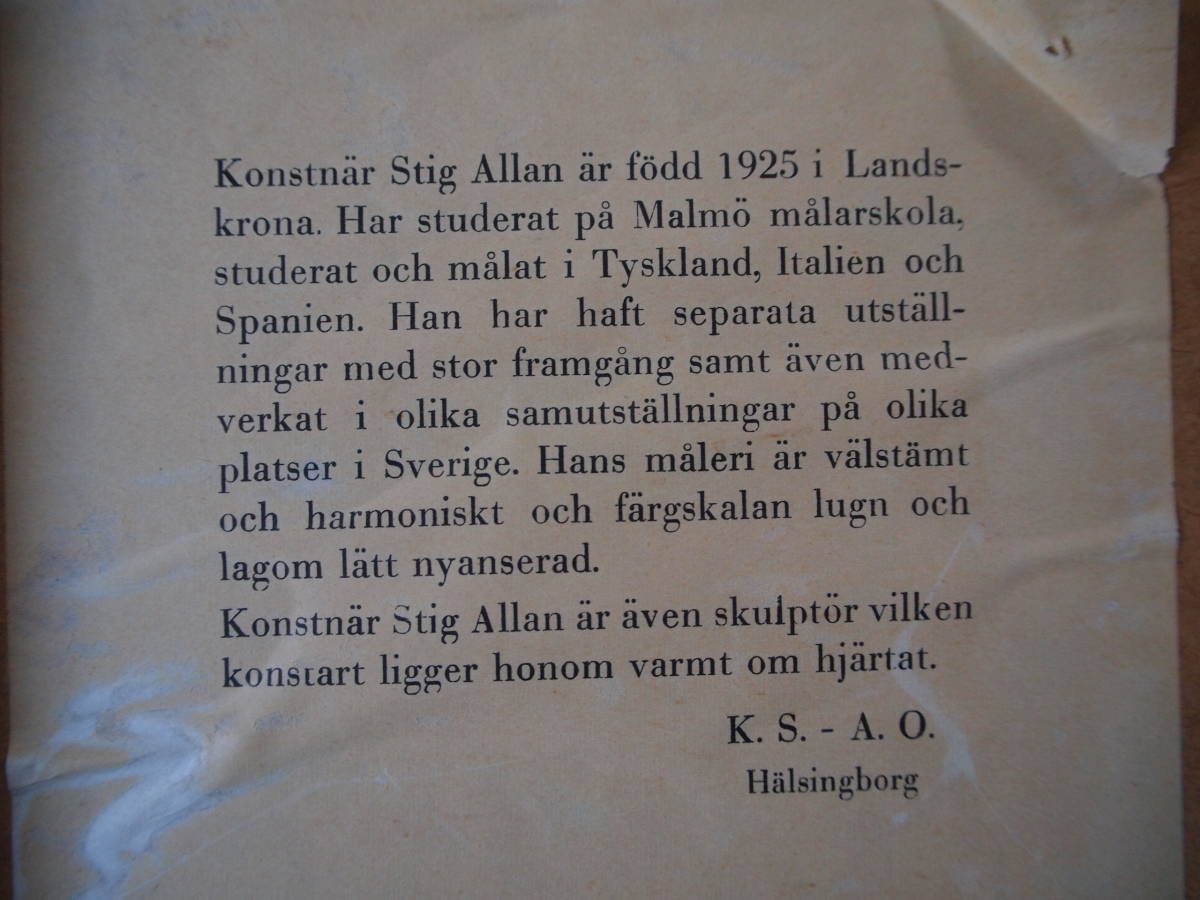 Konstnär Stig Allan är född 1925 i Lands-
krona. Har studerat på Malmö målarskola,
studerat och målat i Tyskland, Italien och
Spanien. Han har haft separata utställ-
ningar med stor framgång samt även med-
verkat i olika samutställningar på olika
platser i Sverige. Hans måleri är välstämt
och harmoniskt och färgskalan lugn och
lagom lätt nyanserad.
Konstnär Stig Allan är även skulptör vilken
konstart ligger honom varmt om hjärtat.
K. S. - A. O.
Hälsingborg